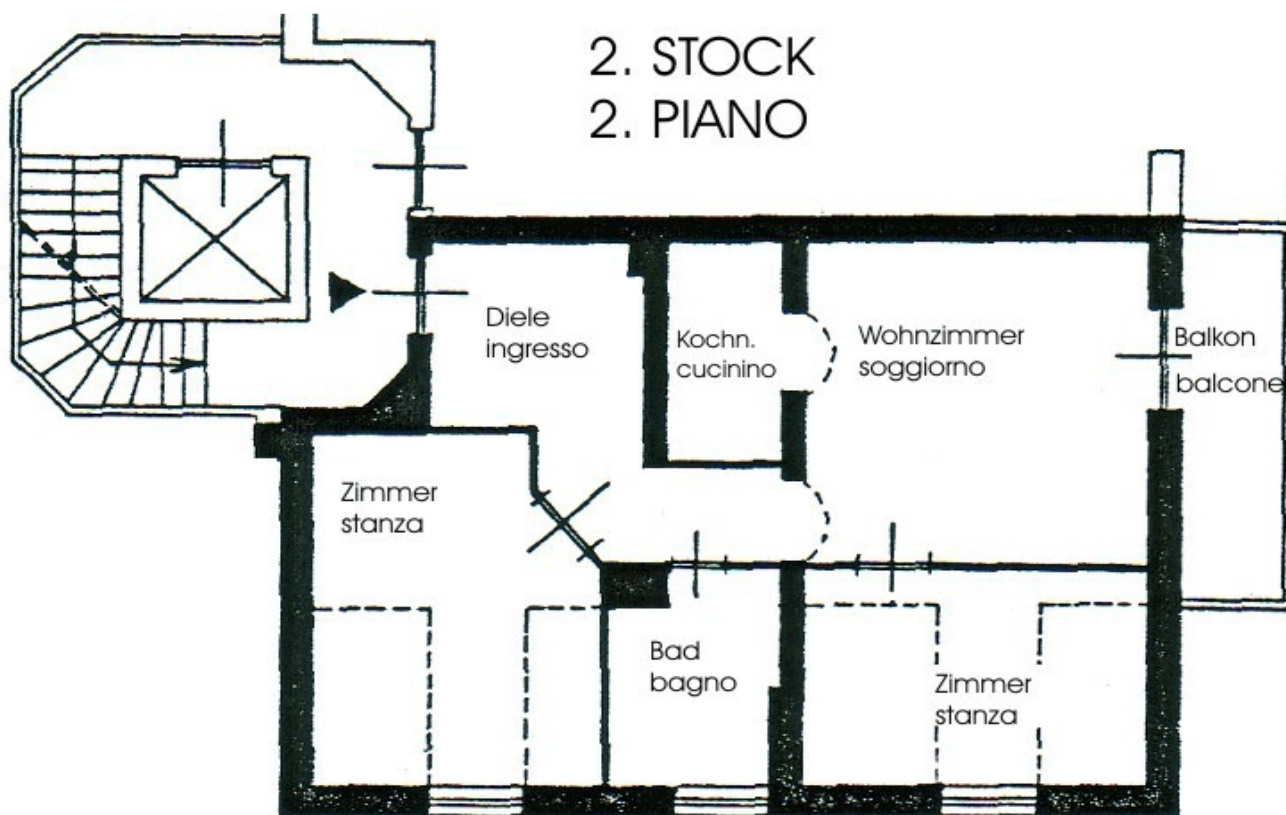 2. STOCK
2. PIANO
Diele
ingresso
Kochn.
cucinino
Wohnzimmer
soggiorno
Balkon
balcone
Zimmer
stanza
Bad
bagno
Zimmer
stanza